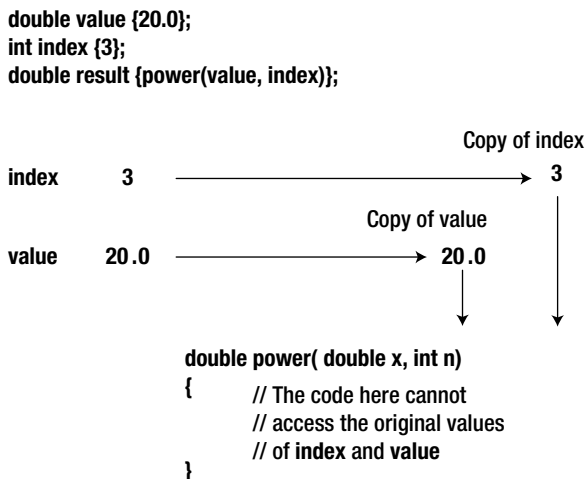 double value {20.0};
int index {3};
double result {power(value, index)};
Copy of index
index 3 3
Copy of value
value 20.0 20.0
double power( double x, int n)
{ // The code here cannot
// access the original values
// of index and value
}